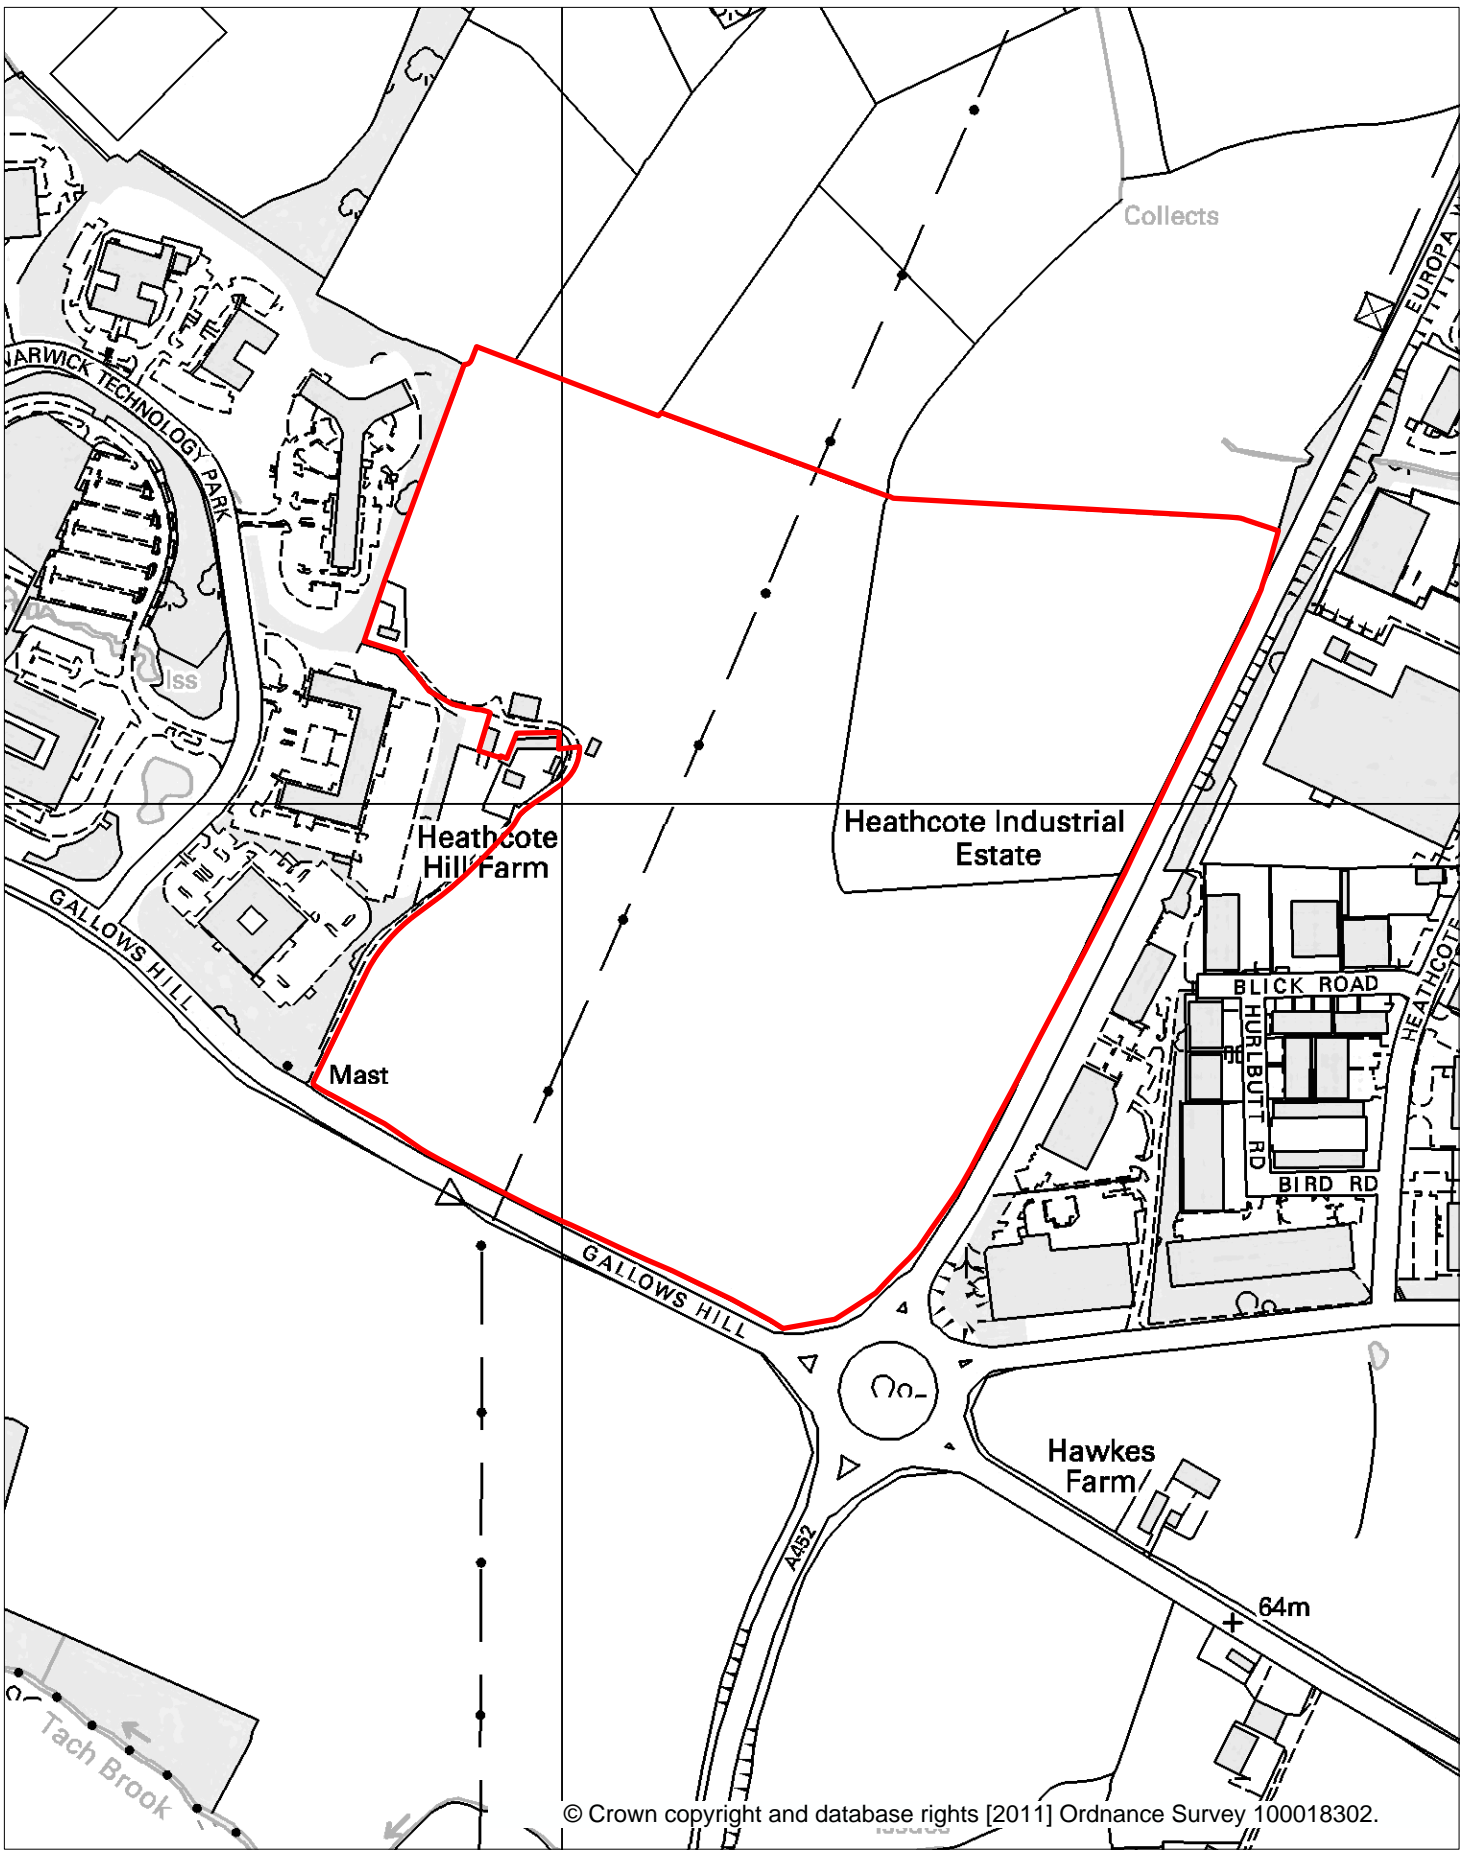 Collects
EUROPA
WARWICK TECHNOLOGY PARK
Iss
Heathcote Industrial
Estate
Heathcote
Hill Farm
GALLOWS HILL
BLICK ROAD
HEATHCOTE
HURLBUTT RD
Mast
BIRD RD
GALLOWS HILL
Hawkes
Farm
A452
64m
Tach Brook
© Crown copyright and database rights [2011] Ordnance Survey 100018302.